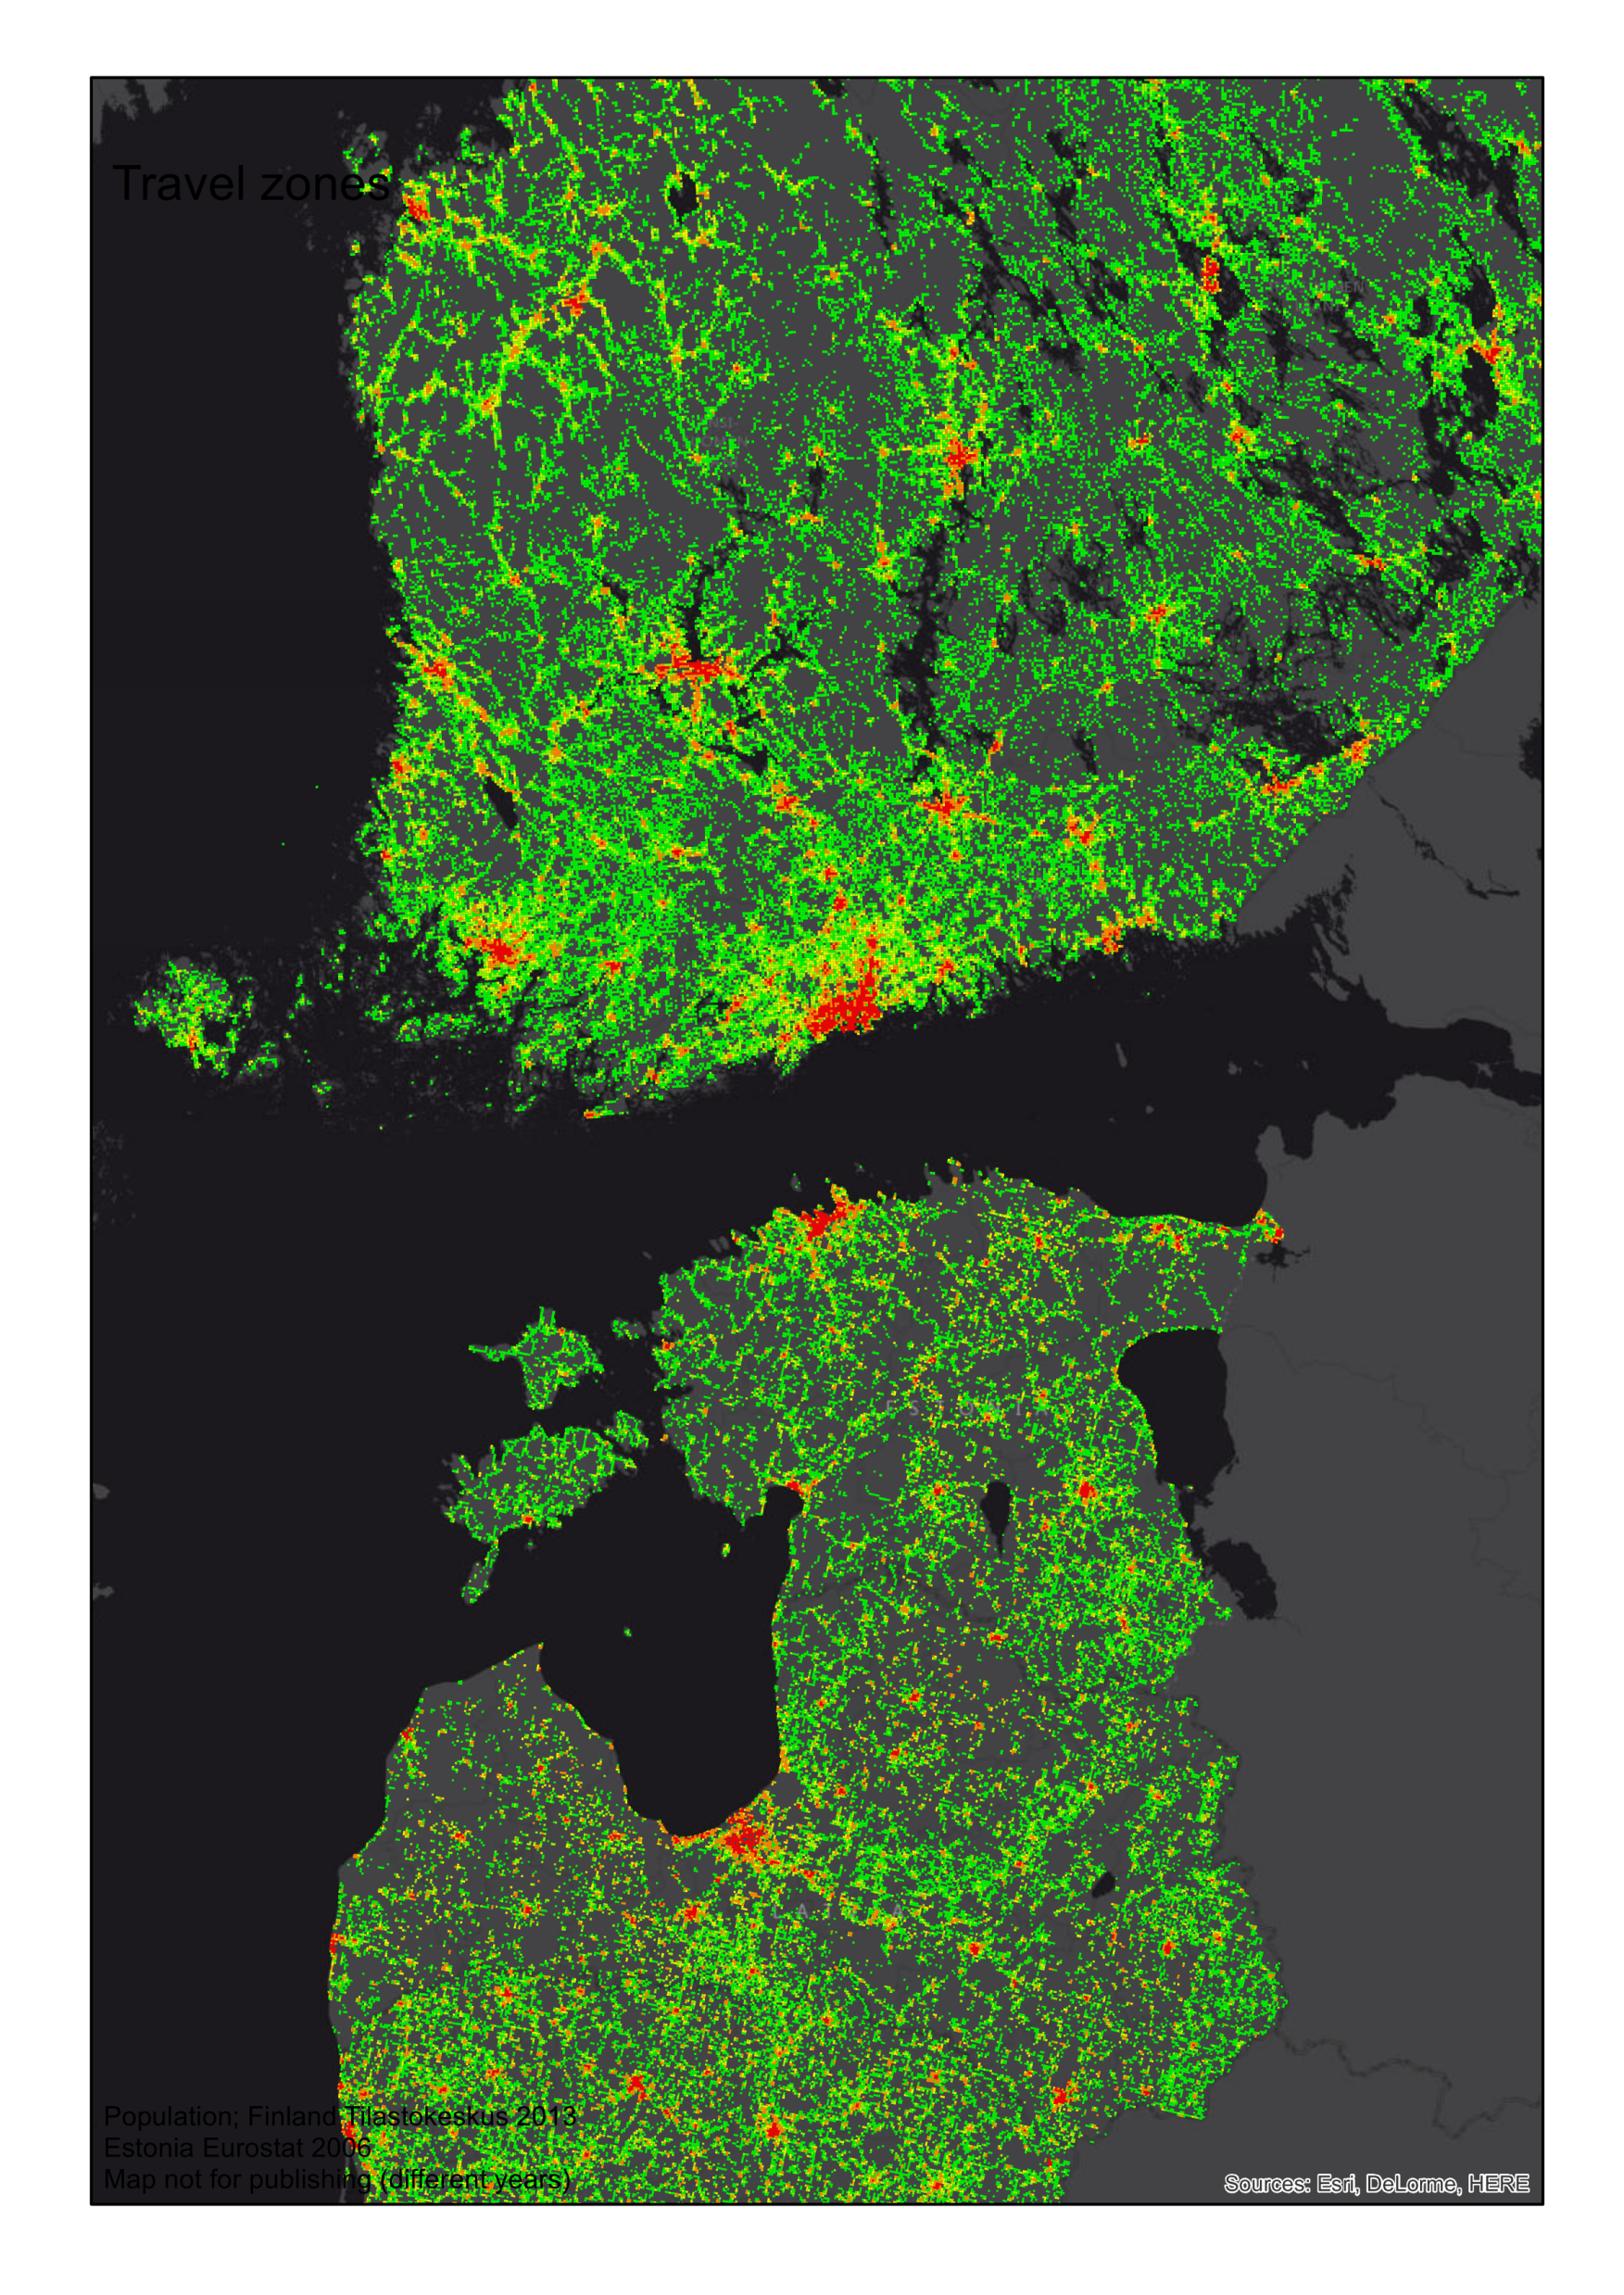 Travel zones
E S T O N I A
L A T V I A
Population; Finland Tilastokeskus 2013
Estonia Eurostat 2006
Map not for publishing (different years)
Sources: Esri, DeLorme, HERE